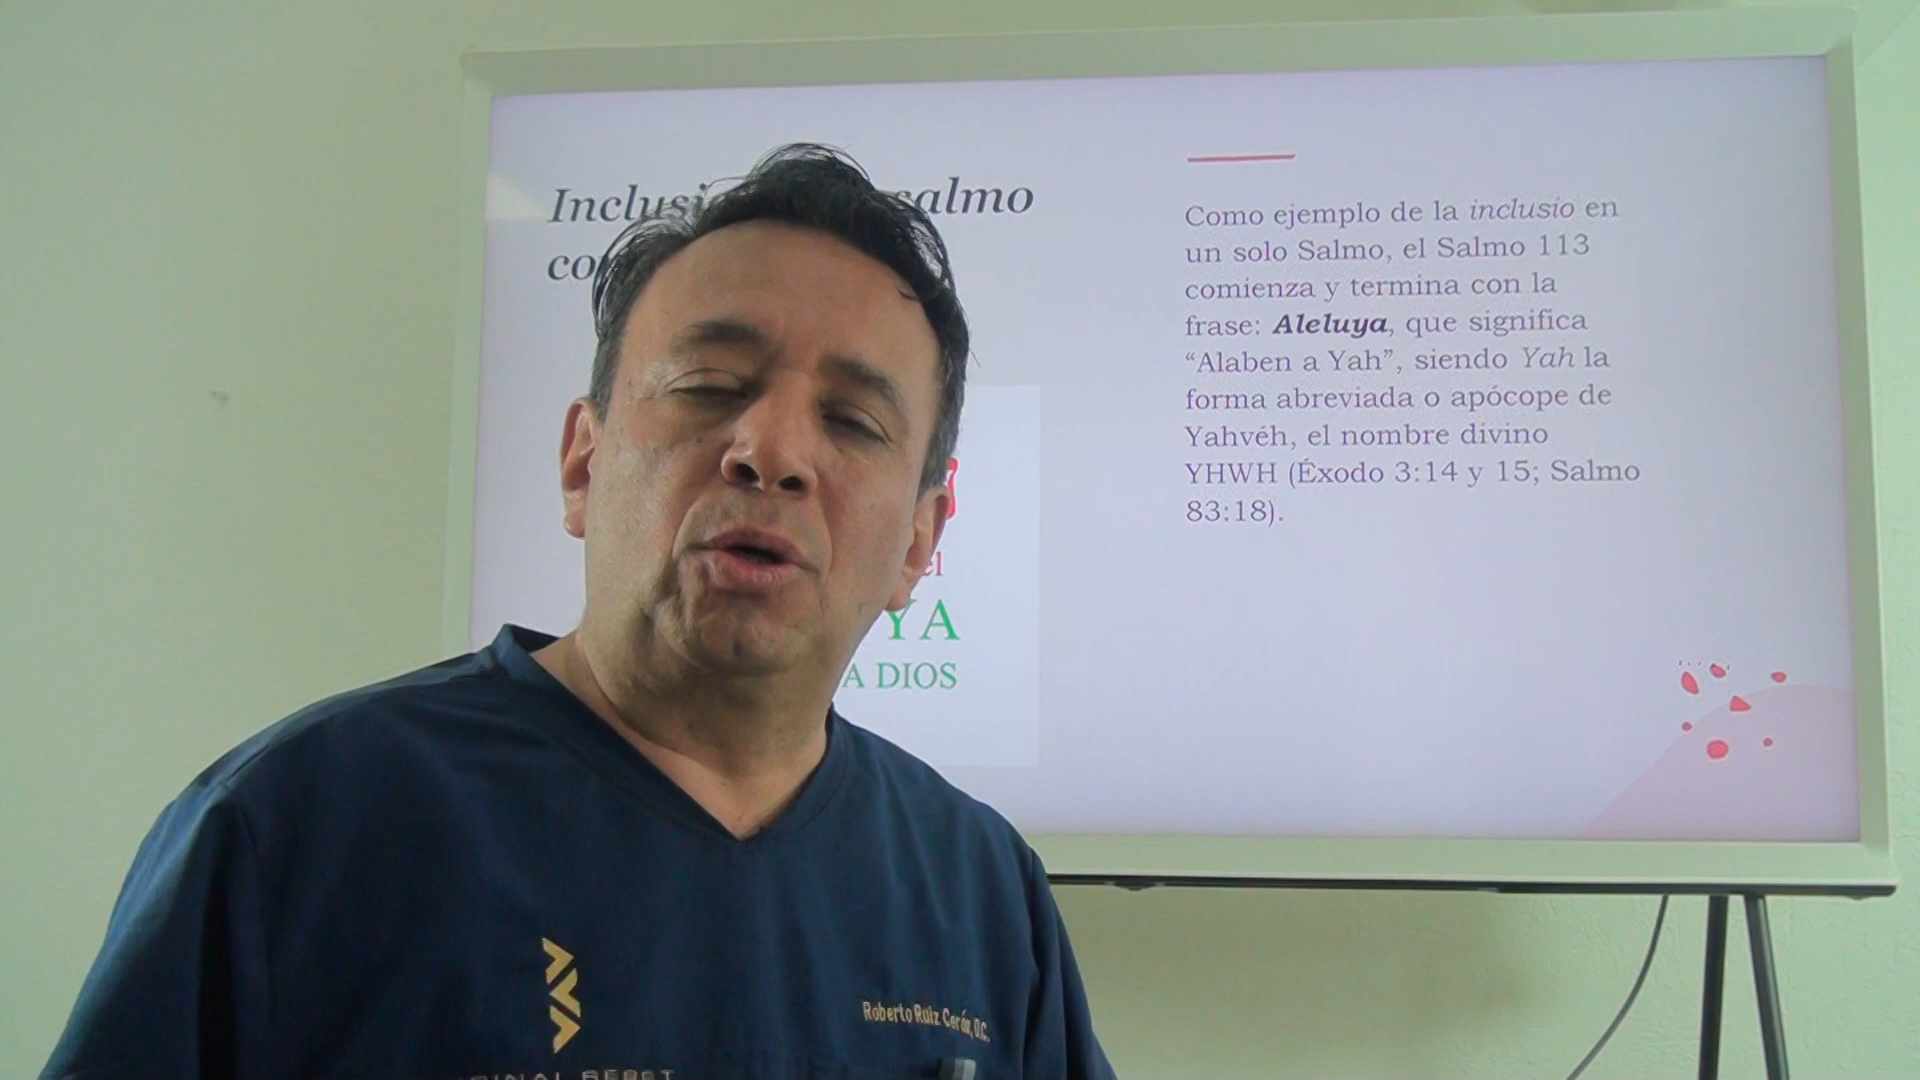 Inclusi salmo
co
Como ejemplo de la inclusio en
un solo Salmo, el Salmo 113
comienza y termina con la
frase: Aleluya, que significa
“Alaben a Yah”, siendo Yah la
forma abreviada o apócope de
Yahvéh, el nombre divino
YHWH (Éxodo 3:14 y 15; Salmo
83:18).
el
YA
A DIOS
Roberto Ruiz Cerón, D.C.